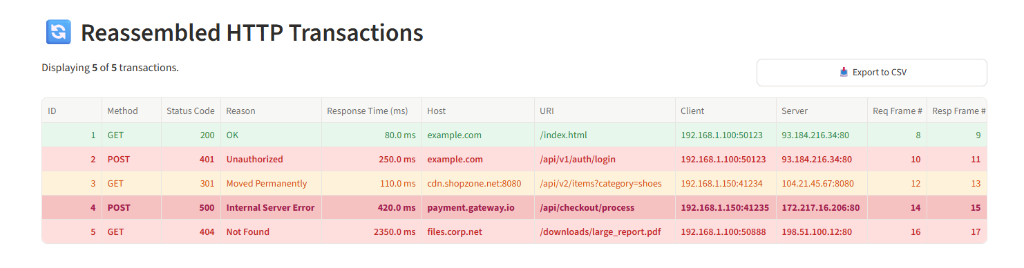 Reassembled HTTP Transactions
Displaying 5 of 5 transactions.
Export to CSV
ID Method Status Code Reason Response Time (ms) Host URI Client Server Req Frame # Resp Frame #
1 GET 200 OK 80.0 ms example.com /index.html 192.168.1.100:50123 93.184.216.34:80 8 9
2 POST 401 Unauthorized 250.0 ms example.com /api/v1/auth/login 192.168.1.100:50123 93.184.216.34:80 10 11
3 GET 301 Moved Permanently 110.0 ms cdn.shopzone.net:8080 /api/v2/items?category=shoes 192.168.1.150:41234 104.21.45.67:8080 12 13
4 POST 500 Internal Server Error 420.0 ms payment.gateway.io /api/checkout/process 192.168.1.150:41235 172.217.16.206:80 14 15
5 GET 404 Not Found 2350.0 ms files.corp.net /downloads/large_report.pdf 192.168.1.100:50888 198.51.100.12:80 16 17